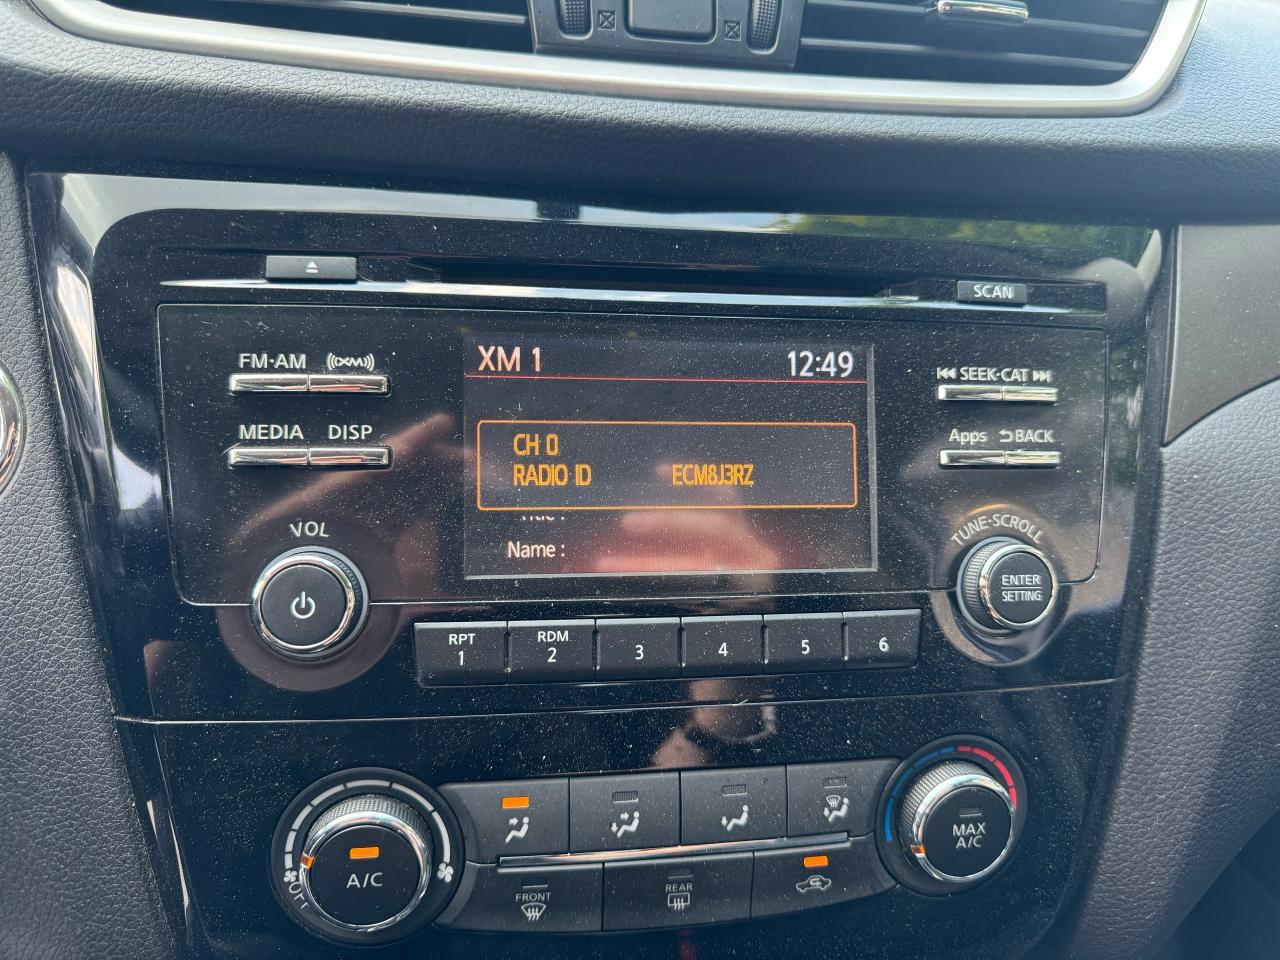 SCAN
FM·AM ((XM))
XM 1 12:49
SEEK·CAT
MEDIA DISP
CH 0
RADIO ID ECM8J3RZ
Apps BACK
Name :
VOL
TUNE·SCROLL
ENTER
SETTING
RPT
1
RDM
2
3
4
5
6
A/C
OFF
MAX
A/C
FRONT
REAR